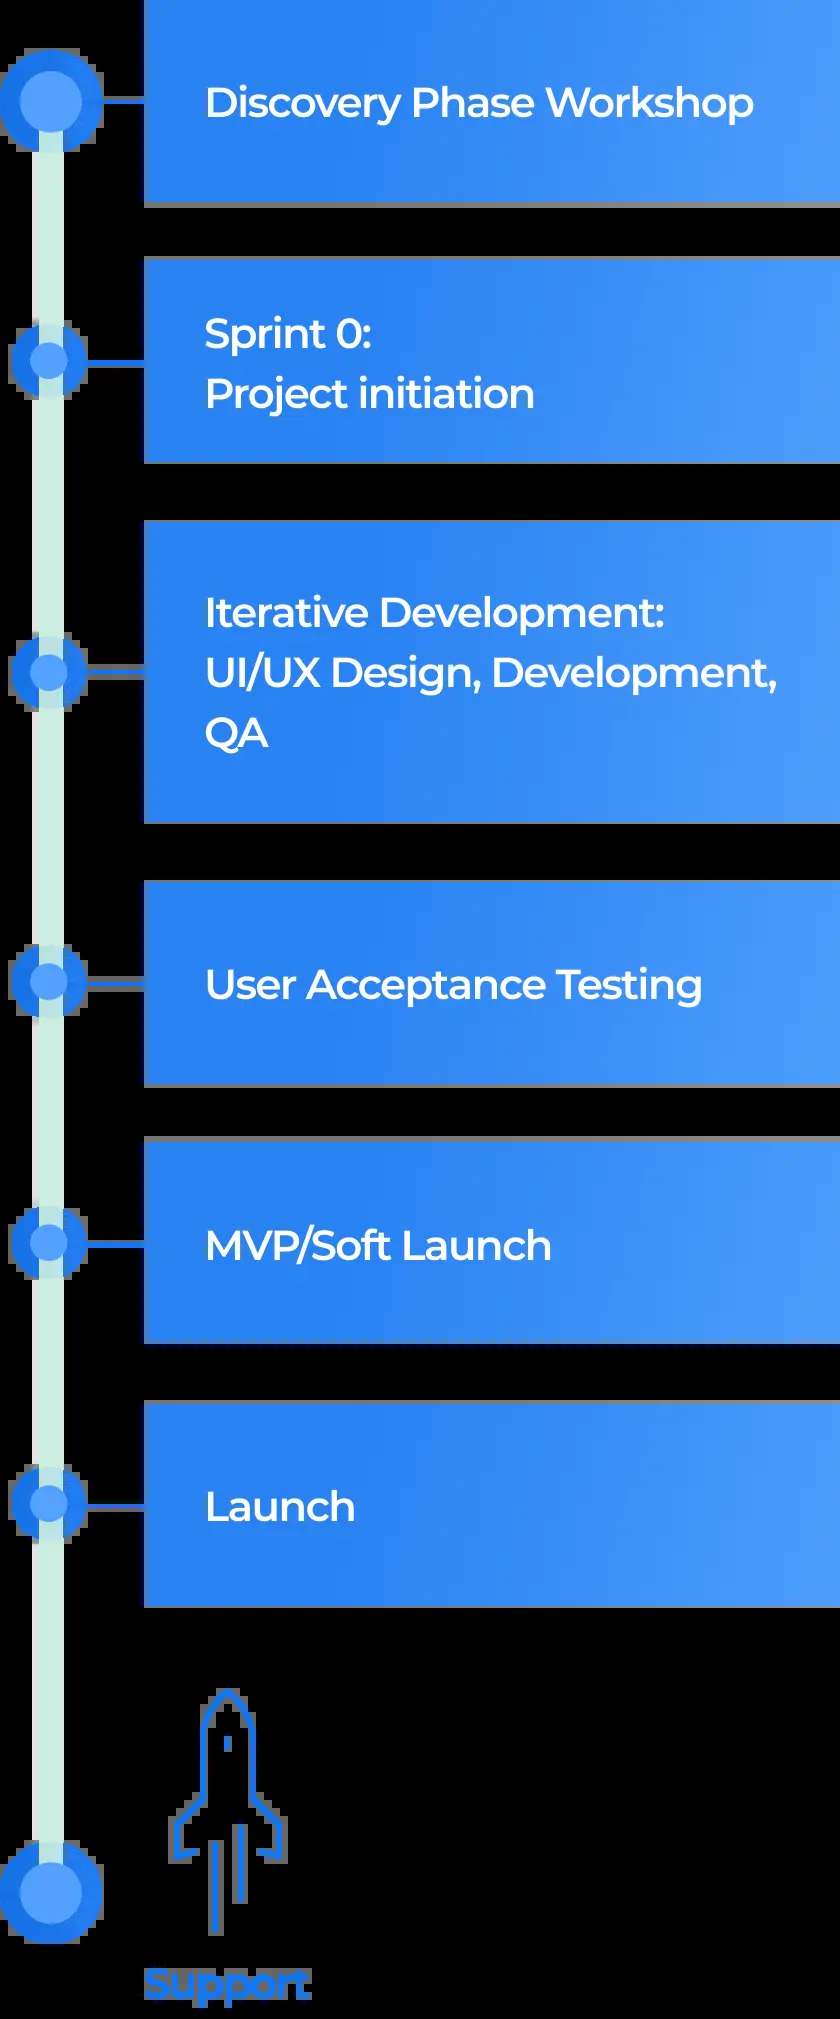 Discovery Phase Workshop
Sprint 0:
Project initiation
Iterative Development:
UI/UX Design, Development,
QA
User Acceptance Testing
MVP/Soft Launch
Launch
Support